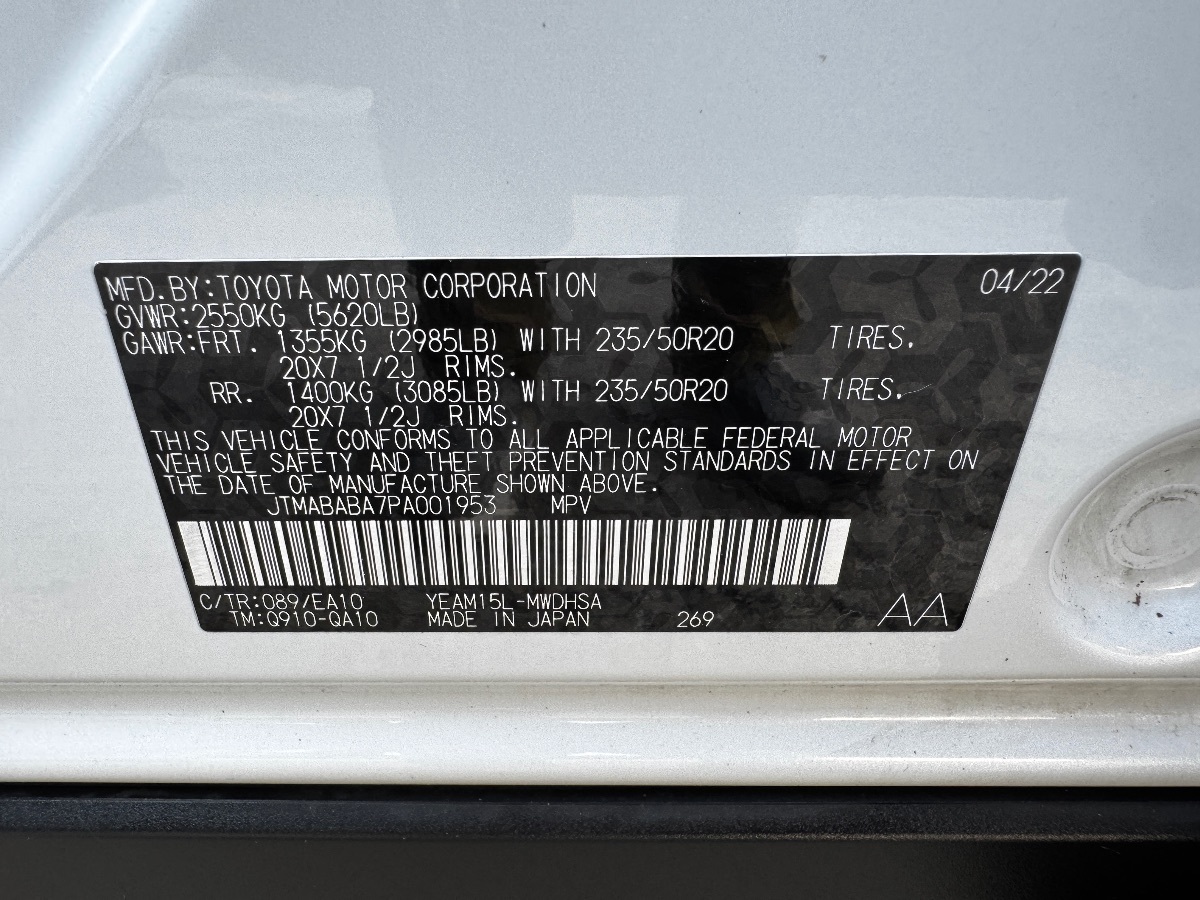 MFD.BY:TOYOTA MOTOR CORPORATION 04/22
GVWR:2550KG (5620LB)
GAWR:FRT. 1355KG (2985LB) WITH 235/50R20 TIRES.
20X7 1/2J RIMS.
RR. 1400KG (3085LB) WITH 235/50R20 TIRES.
20X7 1/2J RIMS.
THIS VEHICLE CONFORMS TO ALL APPLICABLE FEDERAL MOTOR
VEHICLE SAFETY AND THEFT PREVENTION STANDARDS IN EFFECT ON
THE DATE OF MANUFACTURE SHOWN ABOVE.
JTMABABA7PA001953 MPV
C/TR:089/EA10 YEAM15L-MWDHSA
TM:Q910-QA10 MADE IN JAPAN 269 AA